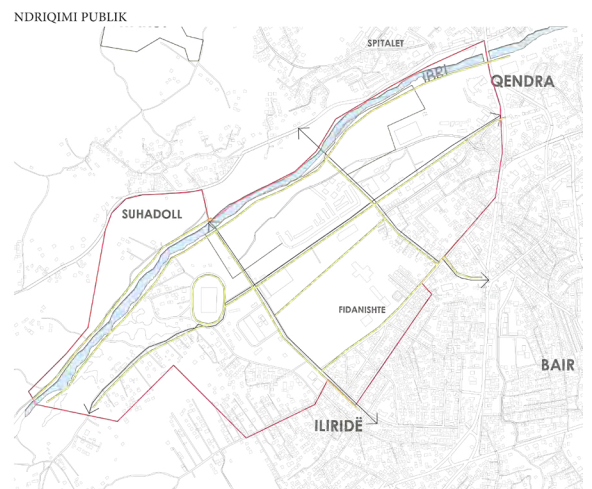 NDRIQIMI PUBLIK
SPITALET
IBRI
QENDRA
SUHADOLL
FIDANISHTE
BAIR
ILIRIDË